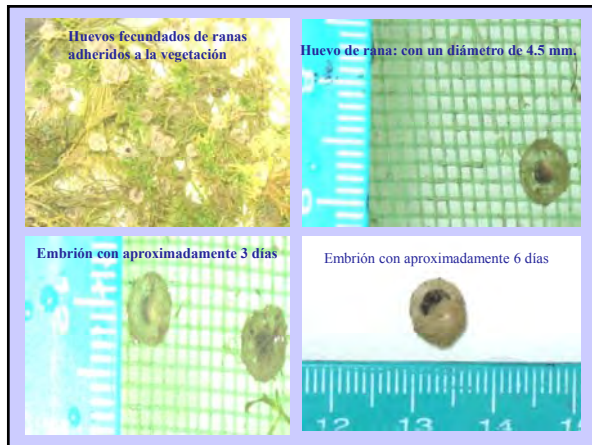 Huevos fecundados de ranas
adheridos a la vegetación
Huevo de rana: con un diámetro de 4.5 mm.
Embrión con aproximadamente 3 días
Embrión con aproximadamente 6 días
12 13 14 15